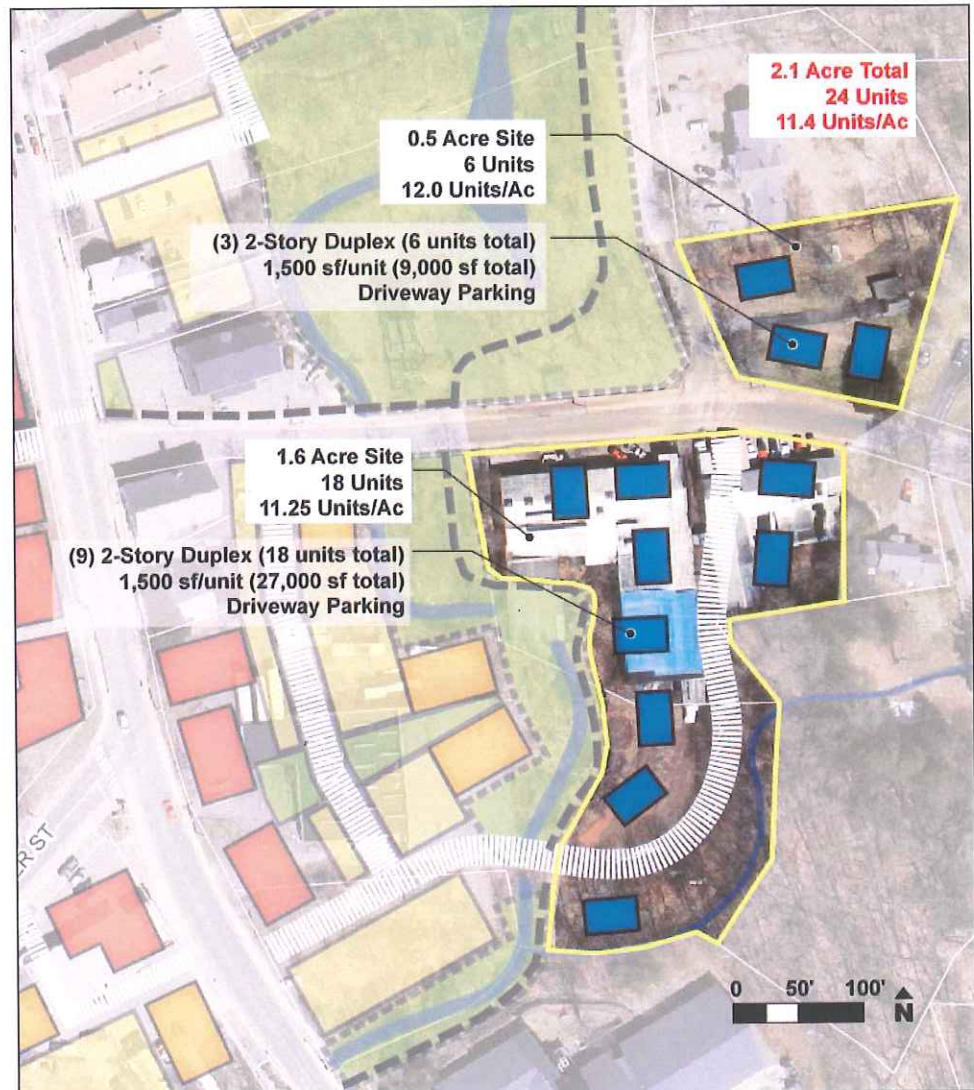 2.1 Acre Total
24 Units
11.4 Units/Ac
0.5 Acre Site
6 Units
12.0 Units/Ac
(3) 2-Story Duplex (6 units total)
1,500 sf/unit (9,000 sf total)
Driveway Parking
1.6 Acre Site
18 Units
11.25 Units/Ac
(9) 2-Story Duplex (18 units total)
1,500 sf/unit (27,000 sf total)
Driveway Parking
ER ST
0 50' 100'
N